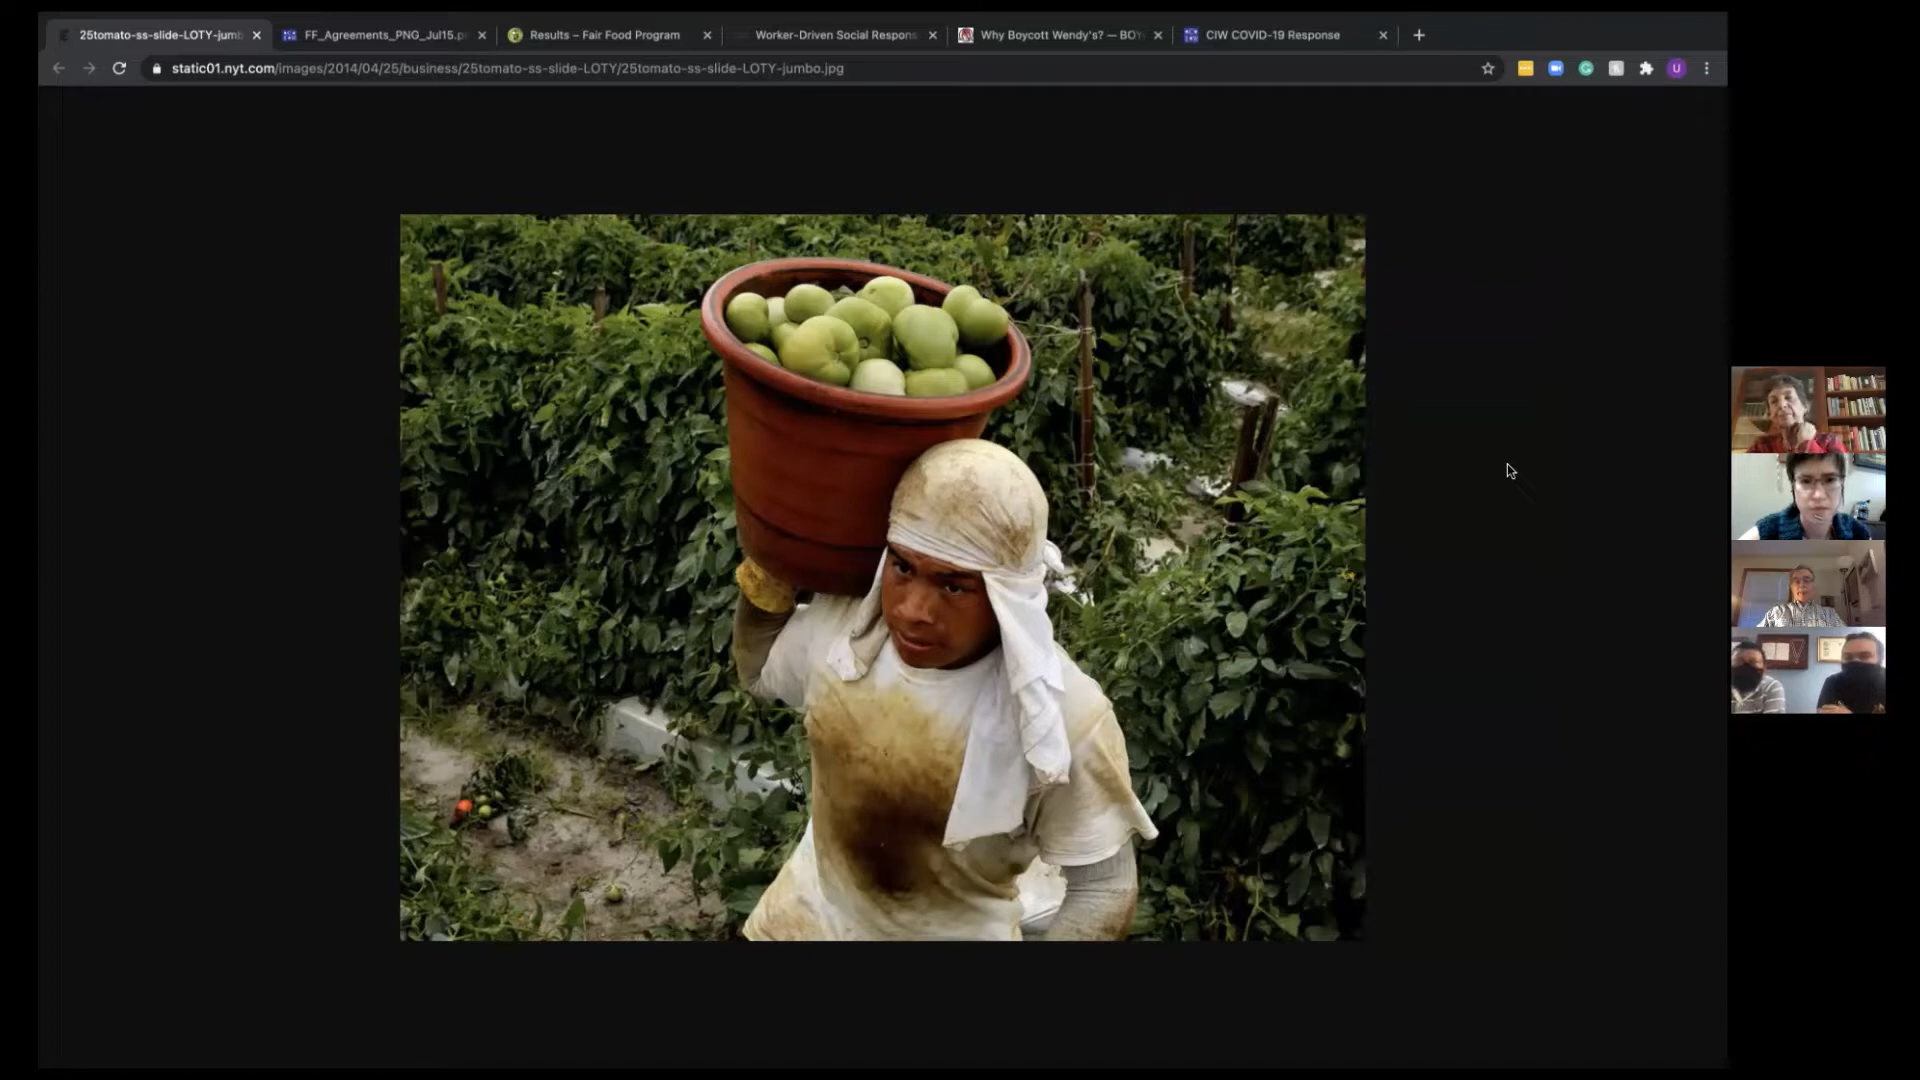 25tomato-ss-slide-LOTY-jumb
FF_Agreements_PNG_Jul15.p
Results – Fair Food Program
Worker-Driven Social Respons
Why Boycott Wendy's? — BOY
CIW COVID-19 Response
static01.nyt.com/images/2014/04/25/business/25tomato-ss-slide-LOTY/25tomato-ss-slide-LOTY-jumbo.jpg
U